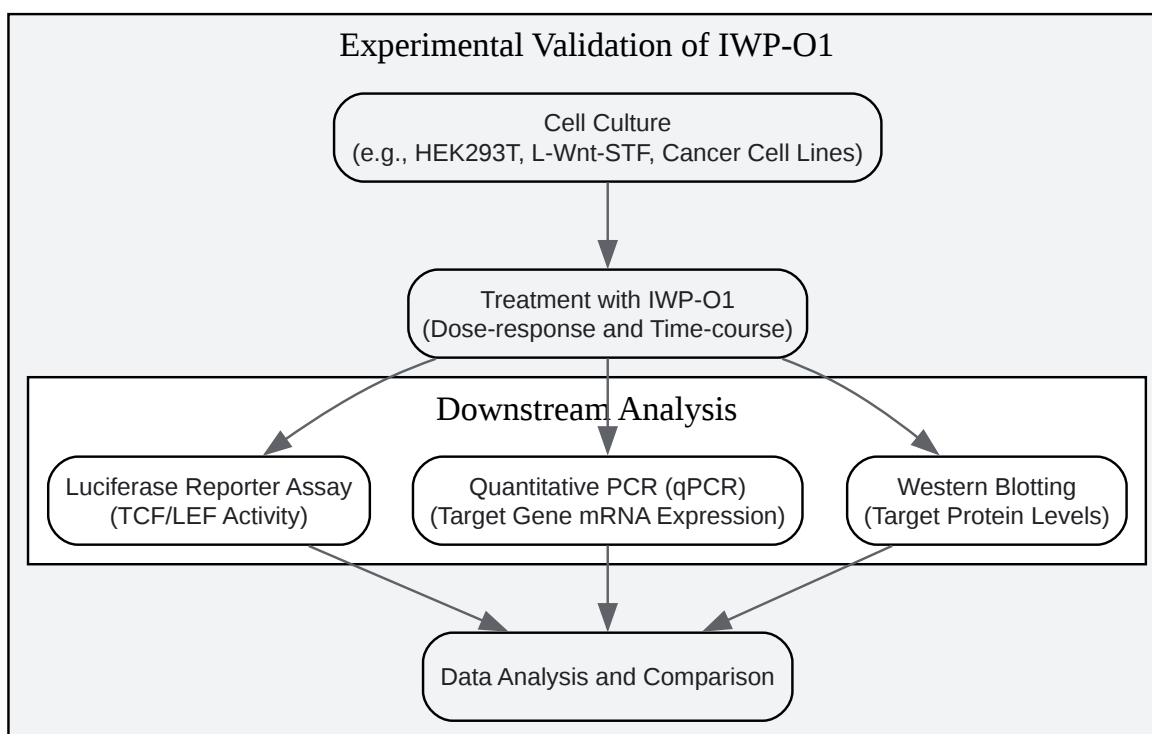 Experimental Validation of IWP-O1
Cell Culture
(e.g., HEK293T, L-Wnt-STF, Cancer Cell Lines)
Treatment with IWP-O1
(Dose-response and Time-course)
Downstream Analysis
Luciferase Reporter Assay
(TCF/LEF Activity)
Quantitative PCR (qPCR)
(Target Gene mRNA Expression)
Western Blotting
(Target Protein Levels)
Data Analysis and Comparison